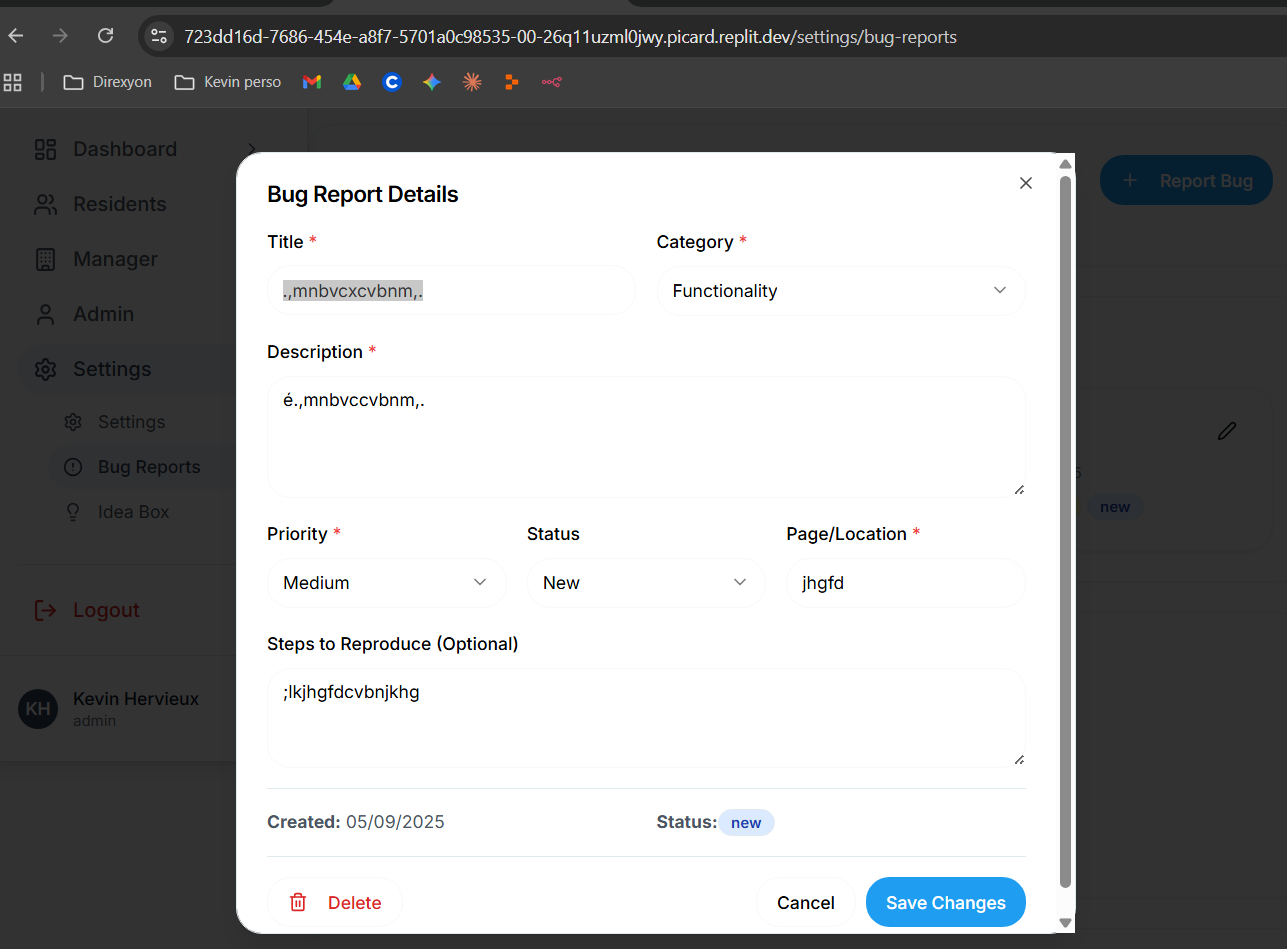 723dd16d-7686-454e-a8f7-5701a0c98535-00-26q11uzml0jwy.picard.replit.dev/settings/bug-reports
Direxyon
Kevin perso
Dashboard
Residents
Manager
Admin
Settings
Settings
Bug Reports
Idea Box
Logout
KH
Kevin Hervieux
admin
+ Report Bug
new
Bug Report Details
Title *
Category *
.,mnbvcxcvbnm,.
Functionality
Description *
é.,mnbvccvbnm,.
Priority *
Status
Page/Location *
Medium
New
jhgfd
Steps to Reproduce (Optional)
;lkjhgfdcvbnjkhg
Created: 05/09/2025
Status: new
Delete
Cancel
Save Changes